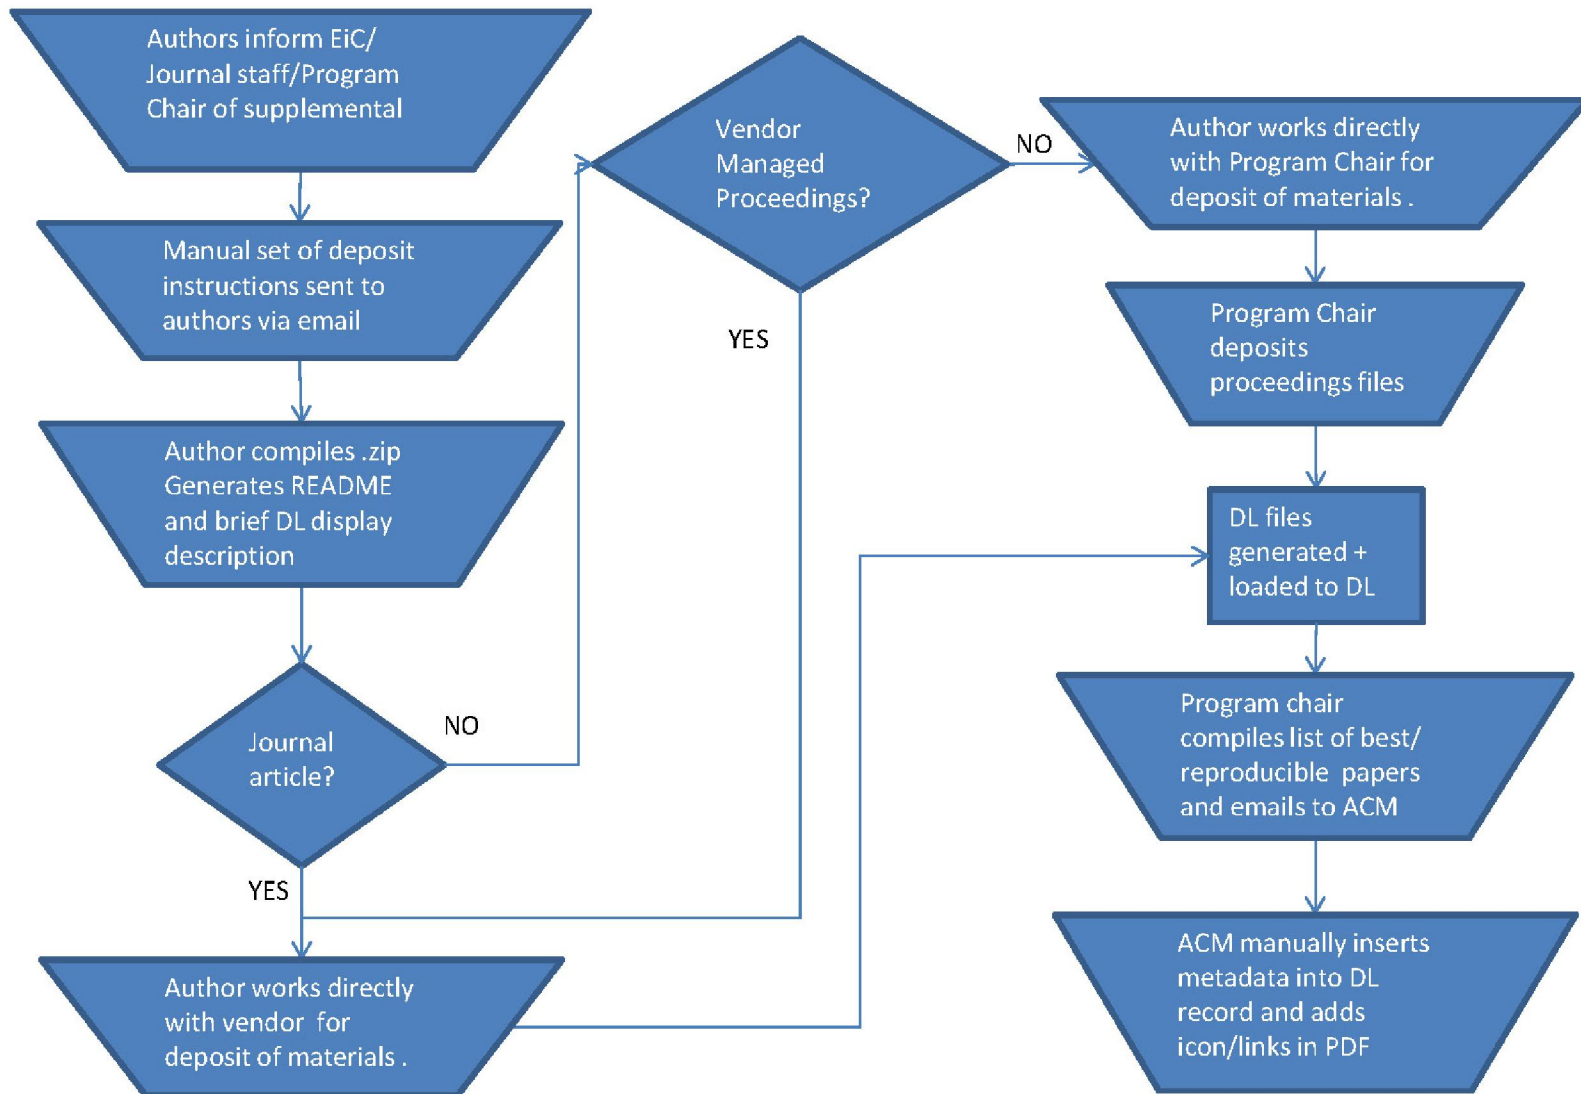 Authors inform EiC/
Journal staff/Program
Chair of supplemental
Manual set of deposit
instructions sent to
authors via email
Author compiles .zip
Generates README
and brief DL display
description
Journal
article?
NO
YES
Author works directly
with vendor for
deposit of materials .
Vendor
Managed
Proceedings?
NO
YES
Author works directly
with Program Chair for
deposit of materials .
Program Chair
deposits
proceedings files
DL files
generated +
loaded to DL
Program chair
compiles list of best/
reproducible papers
and emails to ACM
ACM manually inserts
metadata into DL
record and adds
icon/links in PDF